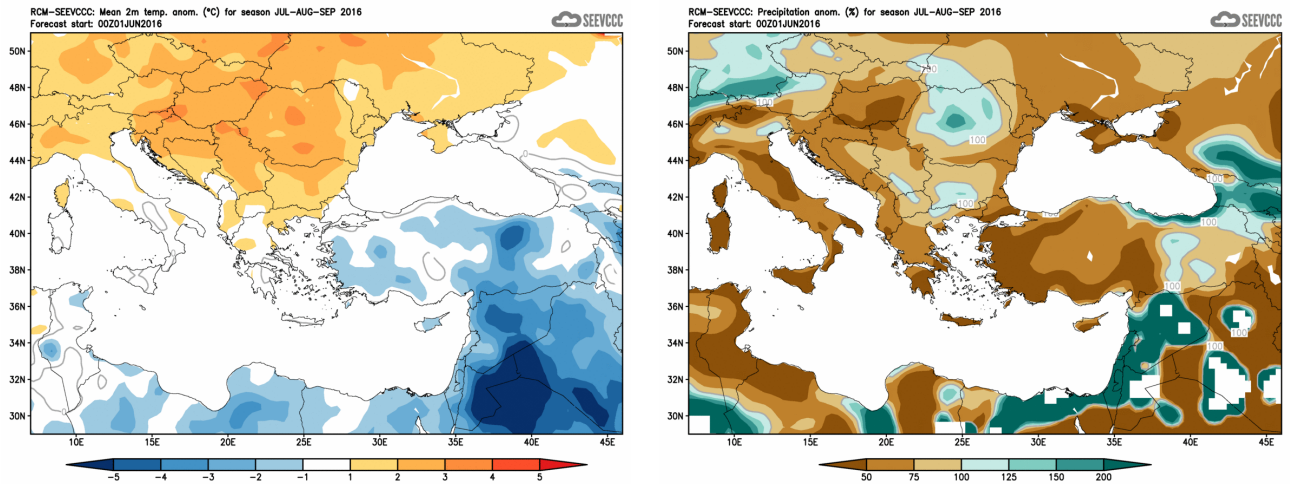 RCM-SEEVCCC: Mean 2m temp. anom. (°C) for season JUL-AUG-SEP 2016
Forecast start: 00Z01JUN2016
SEEVCCC
50N
48N
46N
44N
42N
40N
38N
36N
34N
32N
30N
0
0
10E 15E 20E 25E 30E 35E 40E 45E
-5 -4 -3 -2 -1 1 2 3 4 5
RCM-SEEVCCC: Precipitation anom. (%) for season JUL-AUG-SEP 2016
Forecast start: 00Z01JUN2016
SEEVCCC
50N
48N
46N
44N
42N
40N
38N
36N
34N
32N
30N
100
100
100
100
100
100
100
100
100
10E 15E 20E 25E 30E 35E 40E 45E
50 75 100 125 150 200